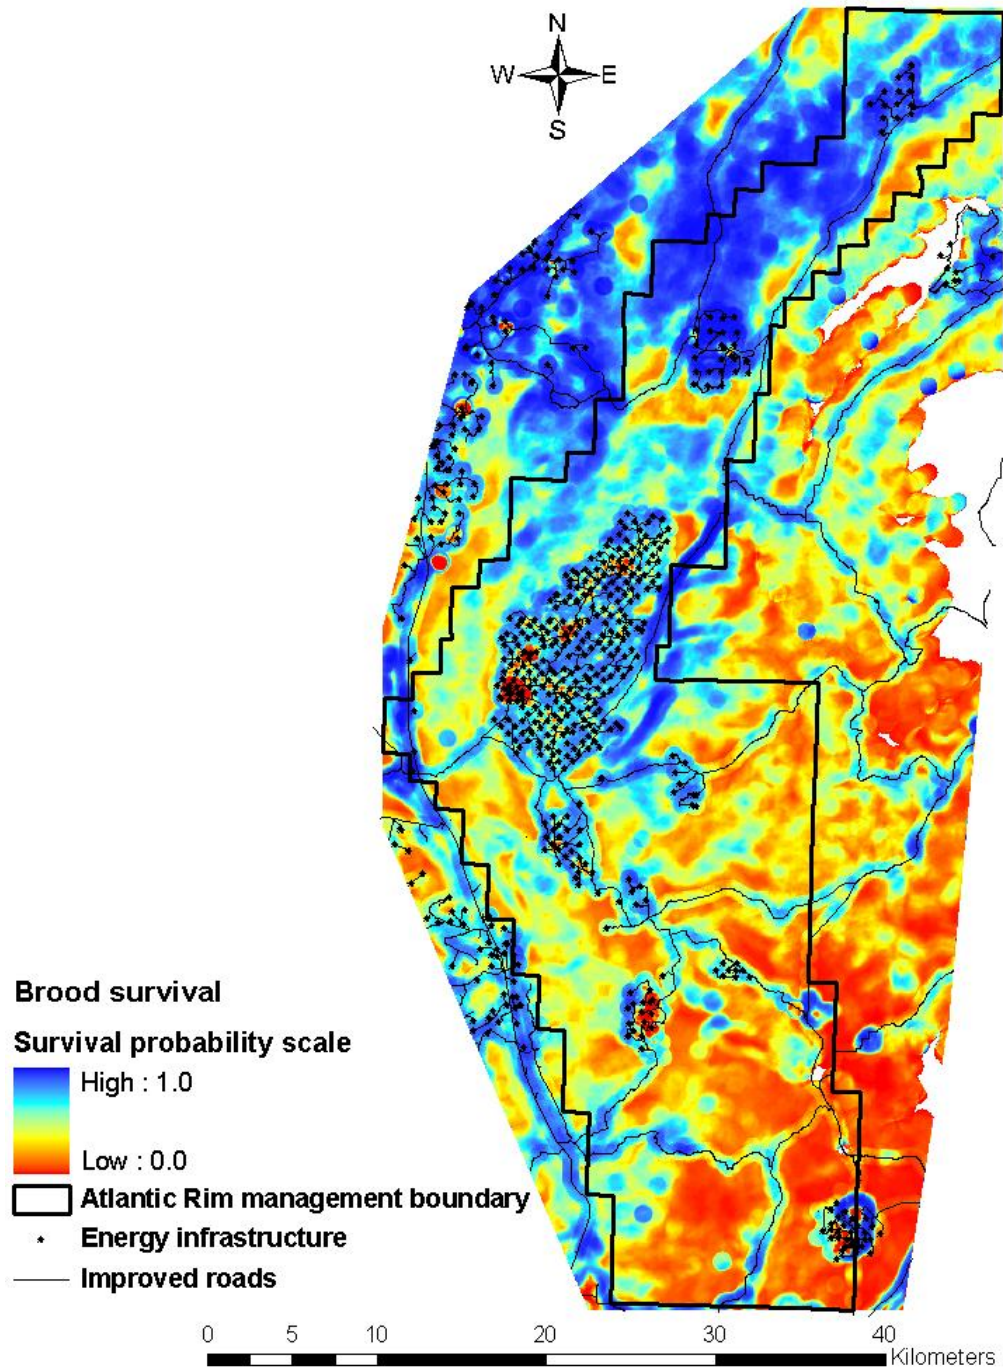 N
W E
S
Brood survival
Survival probability scale
High : 1.0
Low : 0.0
Atlantic Rim management boundary
Energy infrastructure
Improved roads
0 5 10 20 30 40
Kilometers